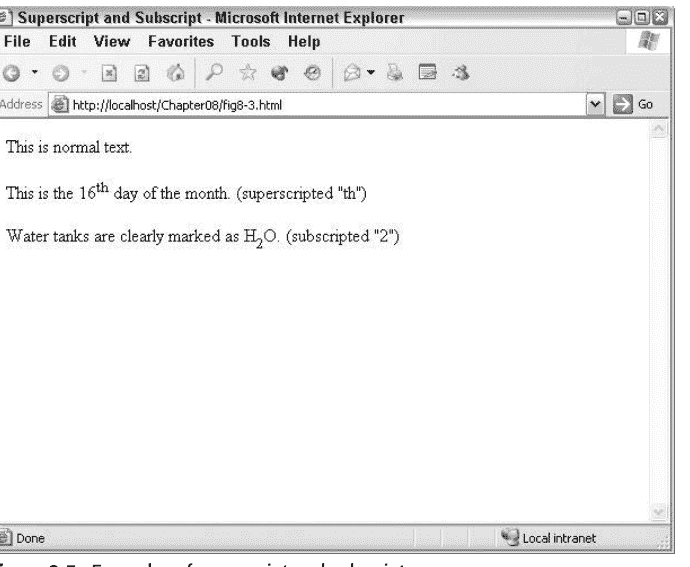 Superscript and Subscript - Microsoft Internet Explorer
File Edit View Favorites Tools Help
Address http://localhost/Chapter08/fig8-3.html Go
This is normal text.
This is the 16th day of the month. (superscripted "th")
Water tanks are clearly marked as H2O. (subscripted "2")
Done Local intranet